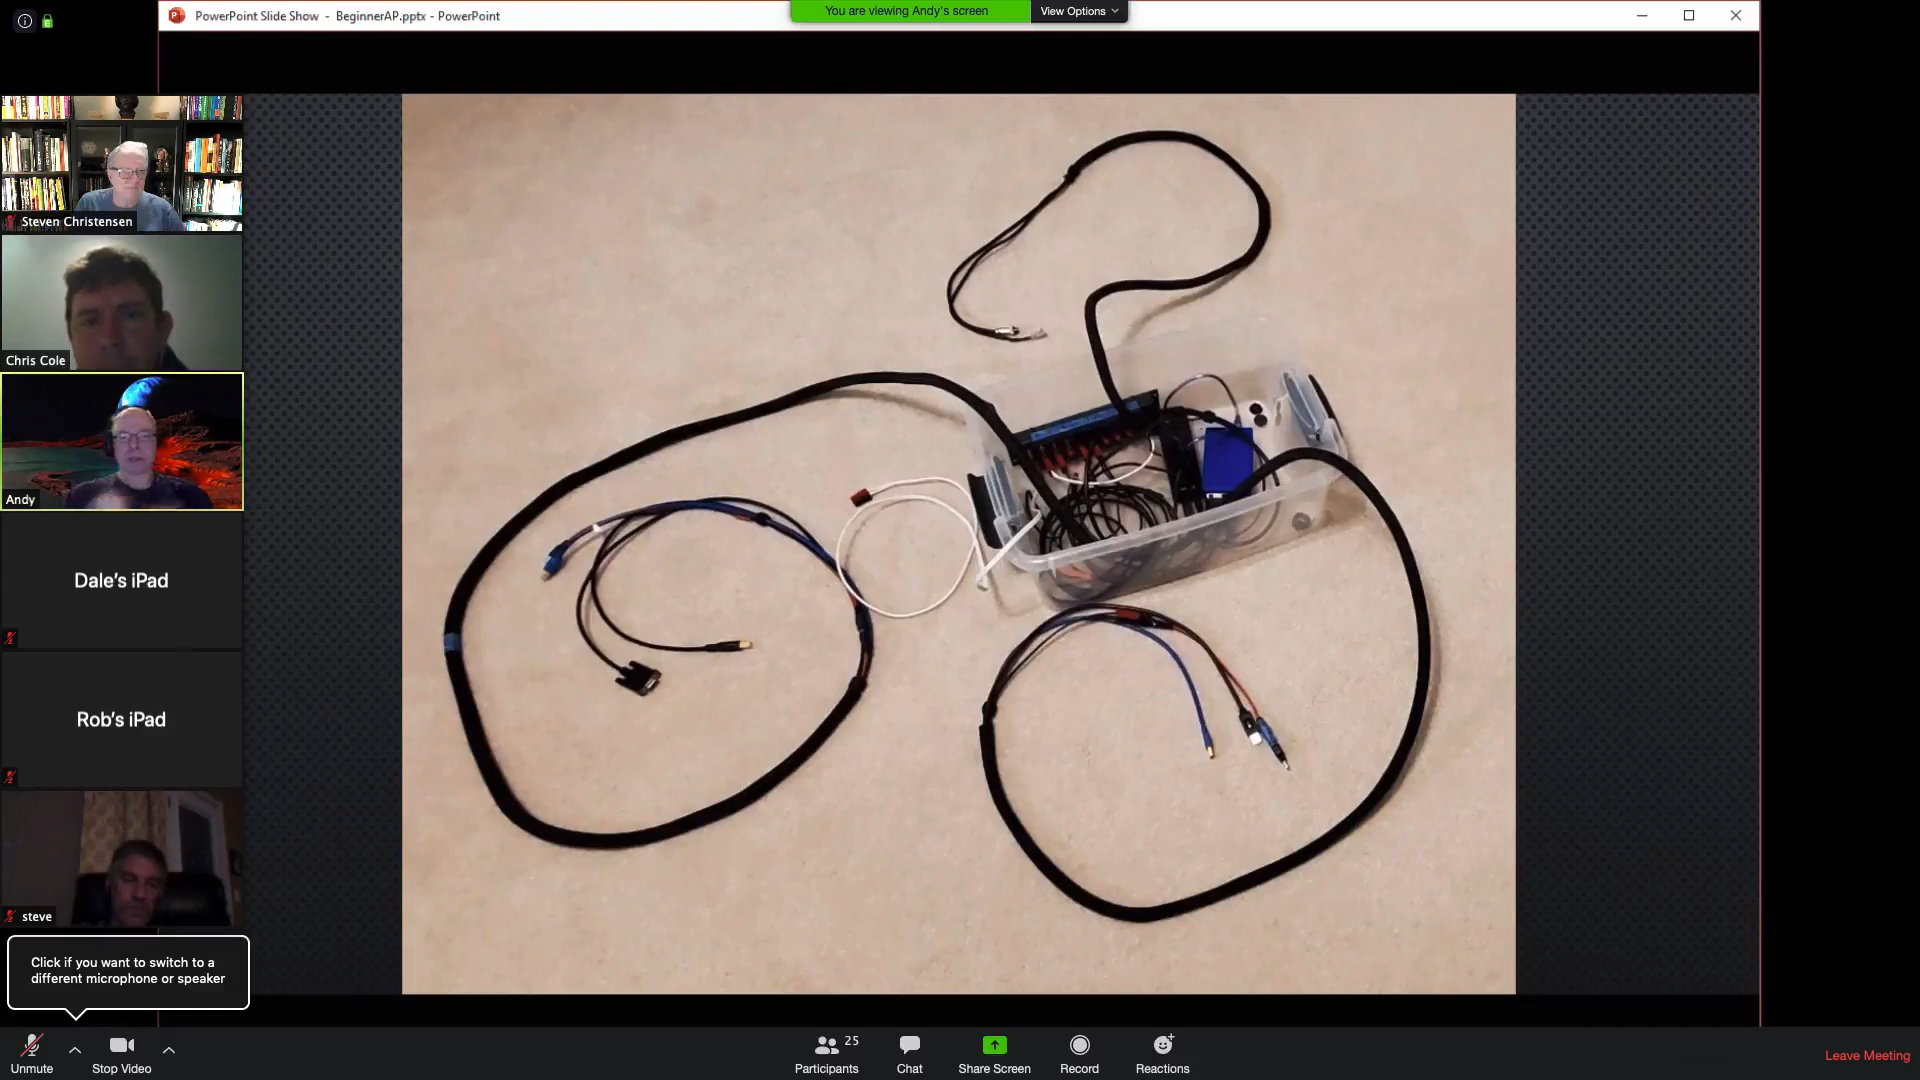 PowerPoint Slide Show - BeginnerAP.pptx - PowerPoint
You are viewing Andy's screen
View Options
Steven Christensen
Chris Cole
Andy
Dale's iPad
Rob's iPad
steve
Click if you want to switch to a
different microphone or speaker
Unmute
Stop Video
25
Participants
Chat
Share Screen
Record
Reactions
Leave Meeting